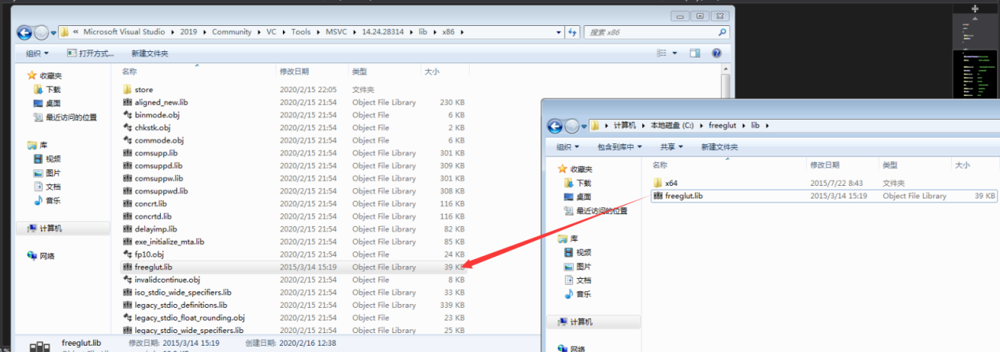 « Microsoft Visual Studio ▸ 2019 ▸ Community ▸ VC ▸ Tools ▸ MSVC ▸ 14.24.28314 ▸ lib ▸ x86 ▸
搜索 x86
组织 ▼ 打开方式... 新建文件夹
收藏夹
下载
桌面
最近访问的位置
库
视频
图片
文档
音乐
计算机
网络
名称 修改日期 类型 大小
store 2020/2/15 22:05 文件夹
aligned_new.lib 2020/2/15 21:54 Object File Library 230 KB
binmode.obj 2020/2/15 21:54 Object File 6 KB
chkstk.obj 2020/2/15 21:54 Object File 2 KB
commode.obj 2020/2/15 21:54 Object File 6 KB
comsupp.lib 2020/2/15 21:54 Object File Library 301 KB
comsuppd.lib 2020/2/15 21:54 Object File Library 309 KB
comsuppw.lib 2020/2/15 21:54 Object File Library 301 KB
comsuppwd.lib 2020/2/15 21:54 Object File Library 308 KB
concrt.lib 2020/2/15 21:54 Object File Library 116 KB
concrtd.lib 2020/2/15 21:54 Object File Library 116 KB
delayimp.lib 2020/2/15 21:54 Object File Library 82 KB
exe_initialize_mta.lib 2020/2/15 21:54 Object File Library 85 KB
fp10.obj 2020/2/15 21:54 Object File 24 KB
freeglut.lib 2015/3/14 15:19 Object File Library 39 KB
invalidcontinue.obj 2020/2/15 21:54 Object File 8 KB
iso_stdio_wide_specifiers.lib 2020/2/15 21:54 Object File Library 33 KB
legacy_stdio_definitions.lib 2020/2/15 21:54 Object File Library 339 KB
legacy_stdio_float_rounding.obj 2020/2/15 21:54 Object File 23 KB
legacy_stdio_wide_specifiers.lib 2020/2/15 21:54 Object File Library 25 KB
freeglut.lib 修改日期: 2015/3/14 15:19 创建日期: 2020/2/16 12:38
▸ 计算机 ▸ 本地磁盘 (C:) ▸ freeglut ▸ lib ▸
组织 ▼ 包含到库中 ▼ 共享 ▼ 新建文件夹
收藏夹
下载
桌面
最近访问的位置
库
视频
图片
文档
音乐
计算机
网络
名称 修改日期 类型 大小
x64 2015/7/22 8:43 文件夹
freeglut.lib 2015/3/14 15:19 Object File Library 39 KB